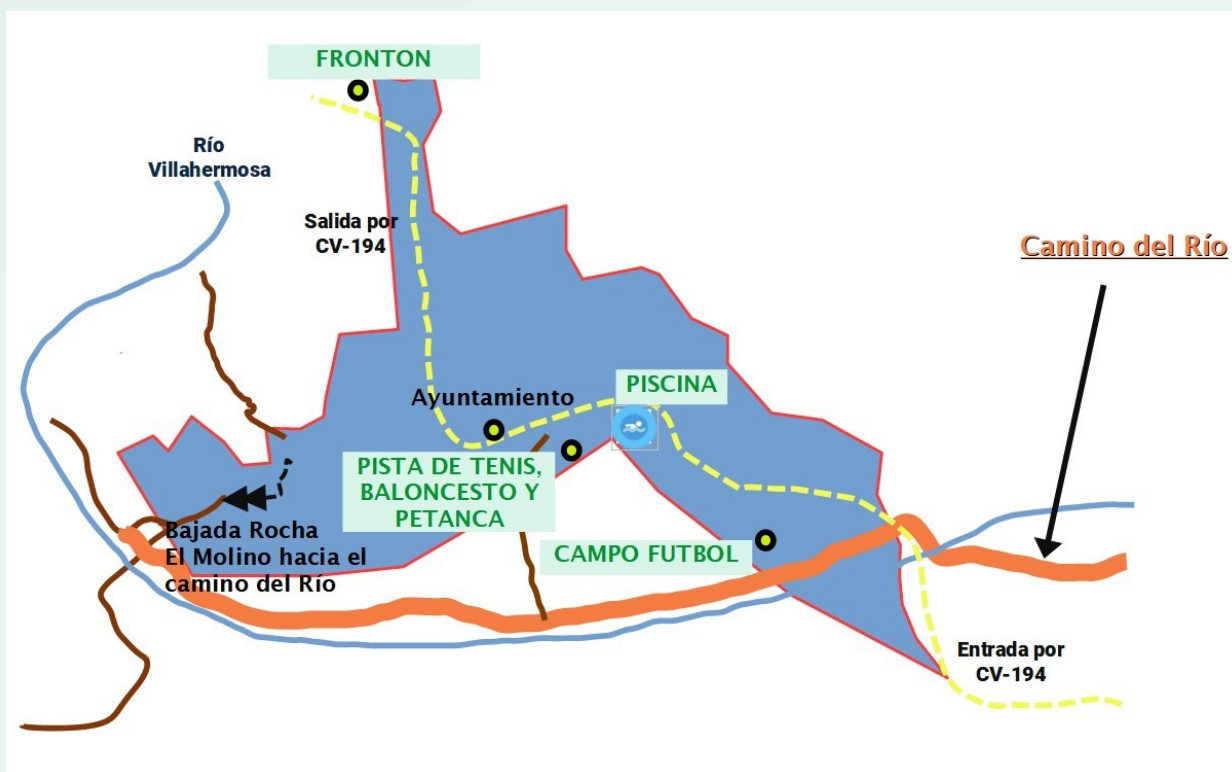 FRONTON
Río
Villahermosa
Salida por
CV-194
Camino del Río
PISCINA
Ayuntamiento
PISTA DE TENIS,
BALONCESTO Y
PETANCA
Bajada Rocha
El Molino hacia el
camino del Río
CAMPO FUTBOL
Entrada por
CV-194